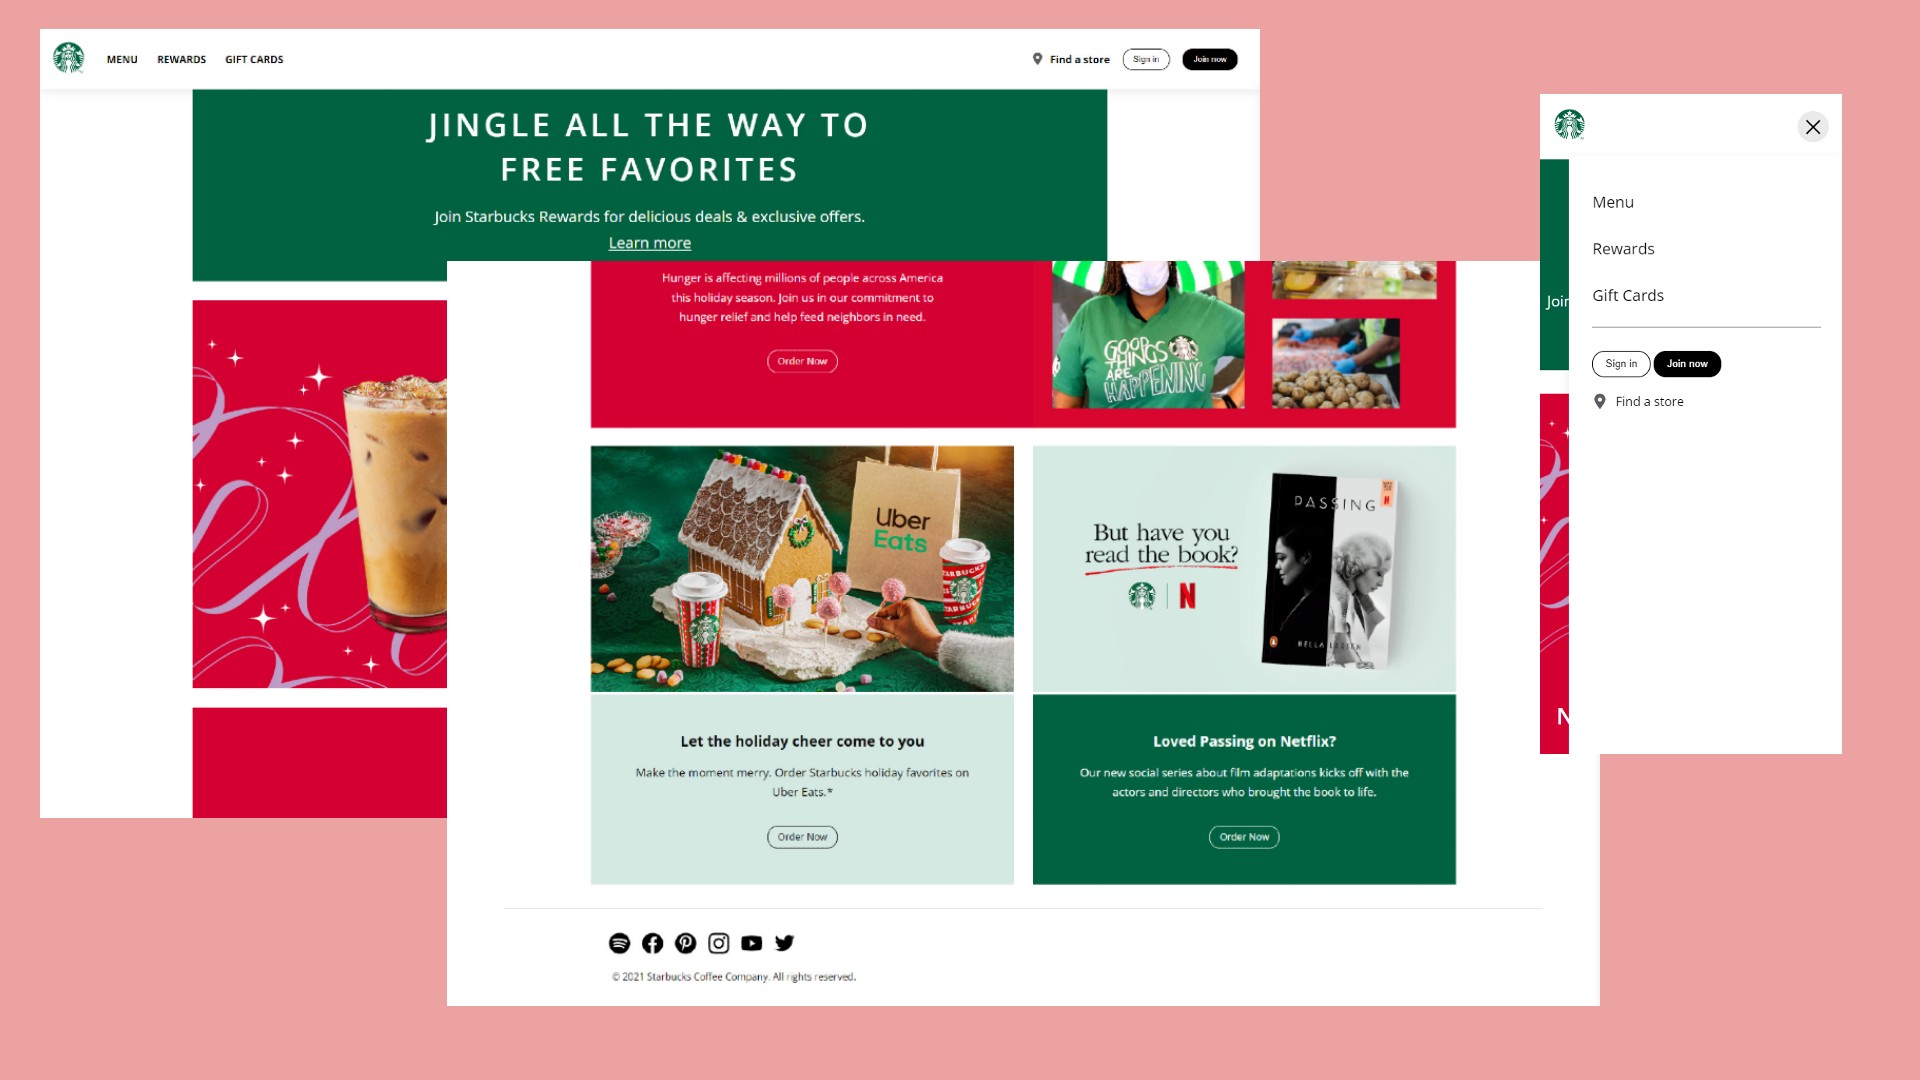 MENU REWARDS GIFT CARDS
Find a store
Sign in
Join now
JINGLE ALL THE WAY TO
FREE FAVORITES
Join Starbucks Rewards for delicious deals & exclusive offers.
Learn more
Hunger is affecting millions of people across America
this holiday season. Join us in our commitment to
hunger relief and help feed neighbors in need.
Order Now
GOOD
THINGS
ARE
HAPPENING
Uber
Eats
STARBUCKS
But have you
read the book?
N
PASSING
N
NELLA LARSEN
Let the holiday cheer come to you
Make the moment merry. Order Starbucks holiday favorites on
Uber Eats.*
Order Now
Loved Passing on Netflix?
Our new social series about film adaptations kicks off with the
actors and directors who brought the book to life.
Order Now
© 2021 Starbucks Coffee Company. All rights reserved.
Menu
Rewards
Gift Cards
Sign in
Join now
Find a store
Join
N